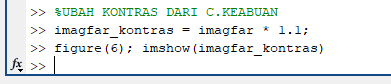 >> %UBAH KONTRAS DARI C.KEABUAN
>> imagfar_kontras = imagfar * 1.1;
>> figure(6); imshow(imagfar_kontras)
fx >>